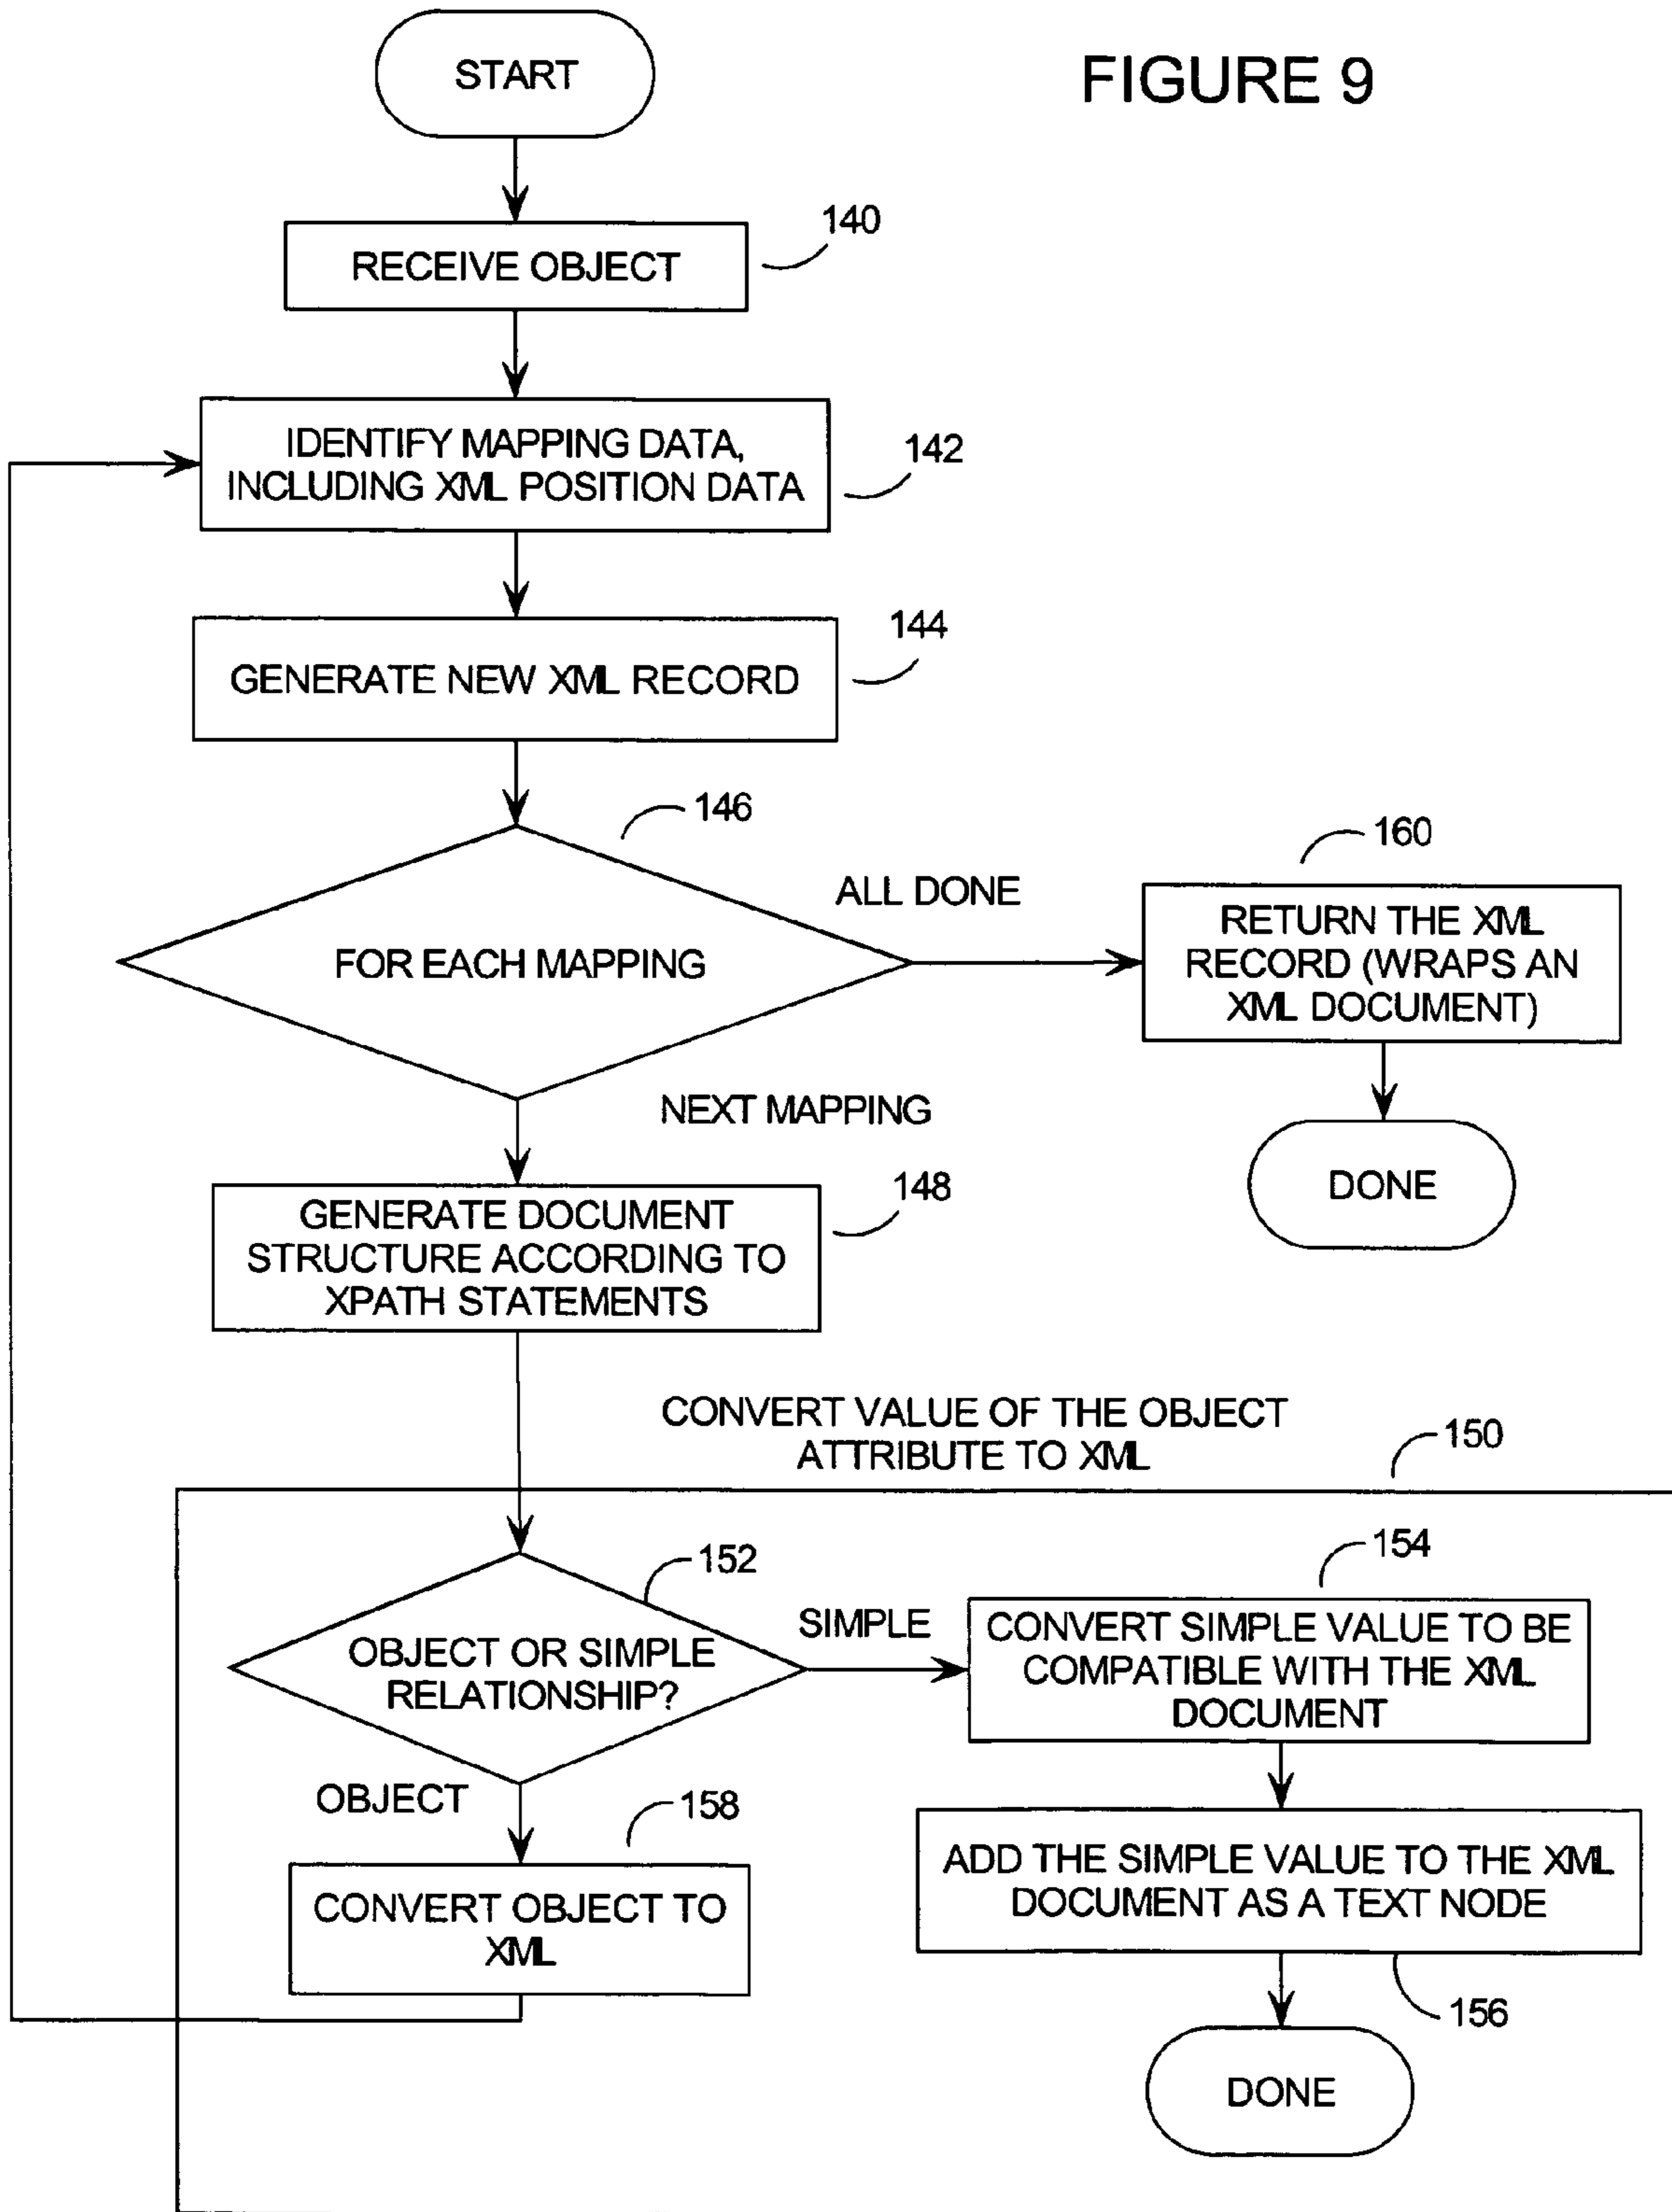 START
FIGURE 9
RECEIVE OBJECT
140
IDENTIFY MAPPING DATA,
INCLUDING XML POSITION DATA
142
GENERATE NEW XML RECORD
144
146
FOR EACH MAPPING
ALL DONE
160
RETURN THE XML
RECORD (WRAPS AN
XML DOCUMENT)
DONE
NEXT MAPPING
GENERATE DOCUMENT
STRUCTURE ACCORDING TO
XPATH STATEMENTS
148
CONVERT VALUE OF THE OBJECT
ATTRIBUTE TO XML
150
152
OBJECT OR SIMPLE
RELATIONSHIP?
SIMPLE
154
CONVERT SIMPLE VALUE TO BE
COMPATIBLE WITH THE XML
DOCUMENT
OBJECT
158
CONVERT OBJECT TO
XML
ADD THE SIMPLE VALUE TO THE XML
DOCUMENT AS A TEXT NODE
156
DONE